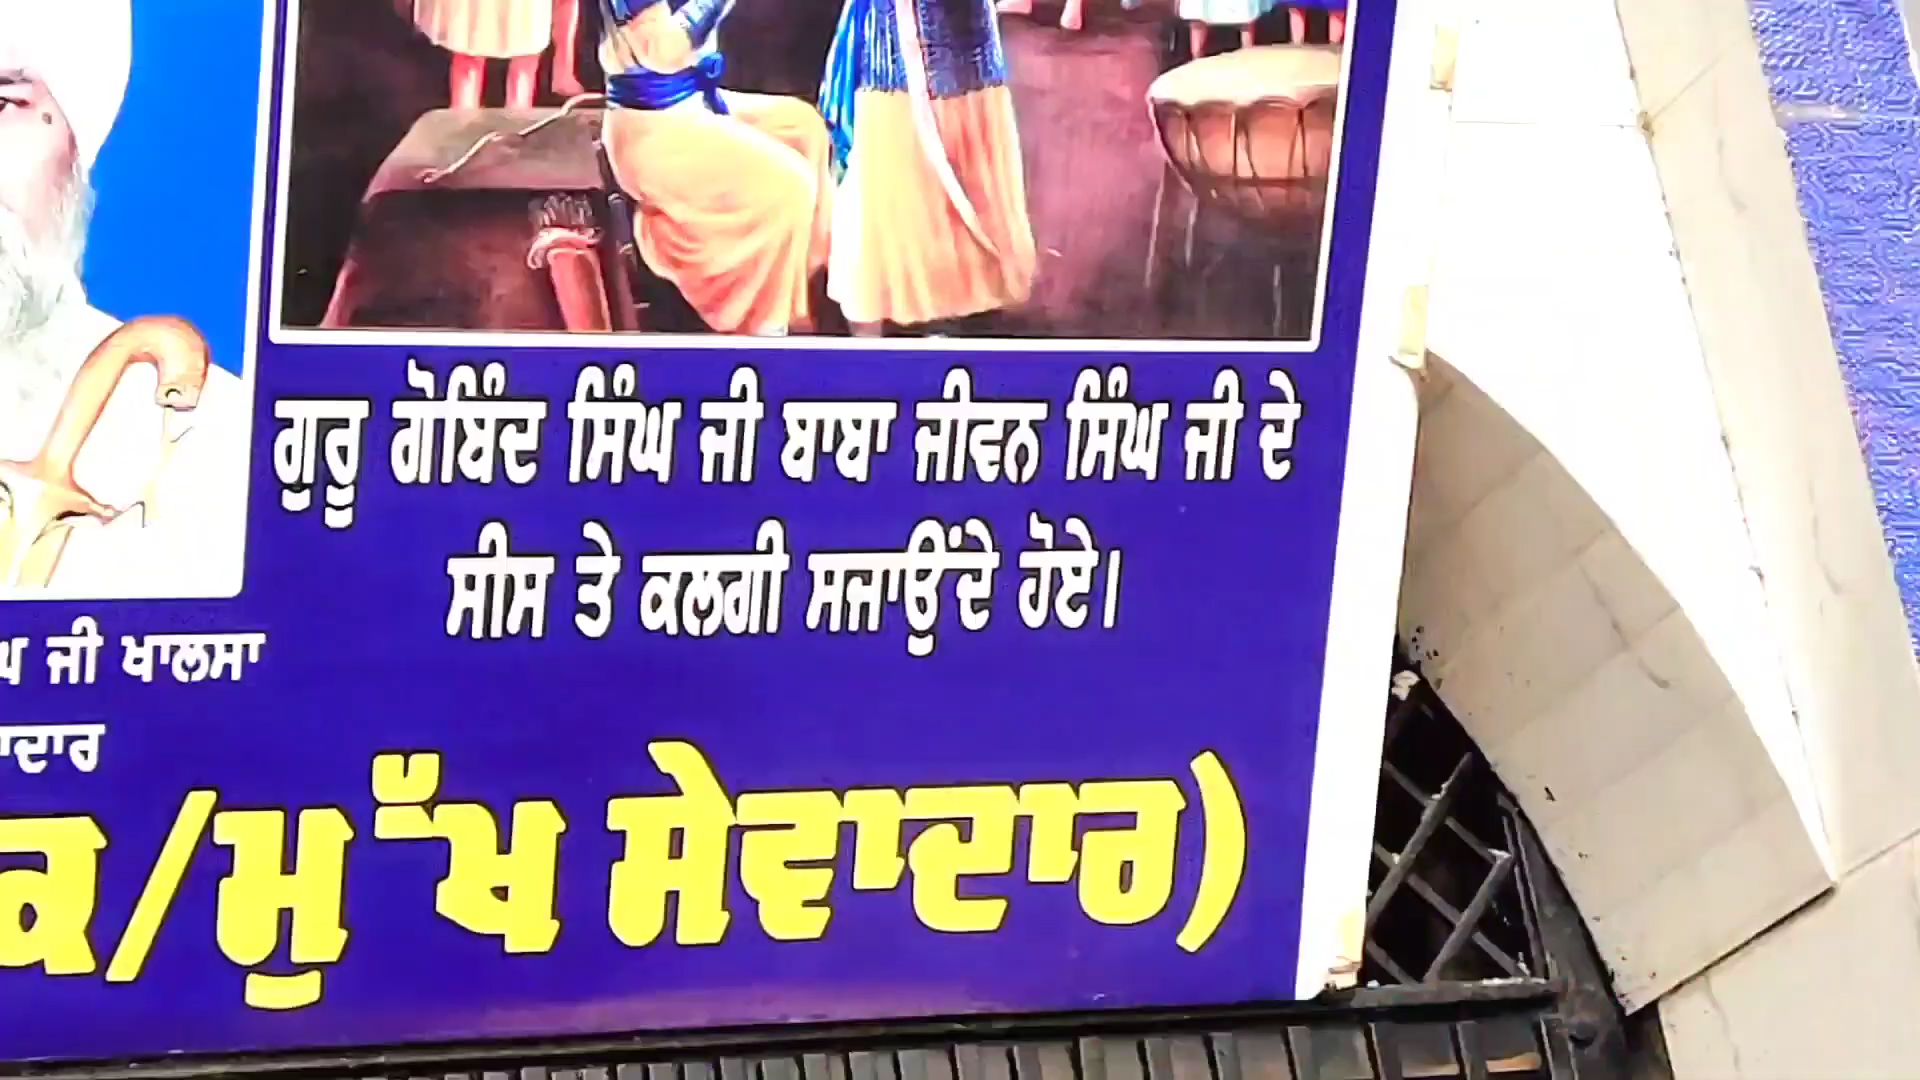 ਗੁਰੂ ਗੋਬਿੰਦ ਸਿੰਘ ਜੀ ਬਾਬਾ ਜੀਵਨ ਸਿੰਘ ਜੀ ਦੇ
ਸੀਸ ਤੇ ਕਲਗੀ ਸਜਾਉਂਦੇ ਹੋਏ।
ਜੀ ਖਾਲਸਾ
/ਮੁੱਖ ਸੇਵਾਦਾਰ)